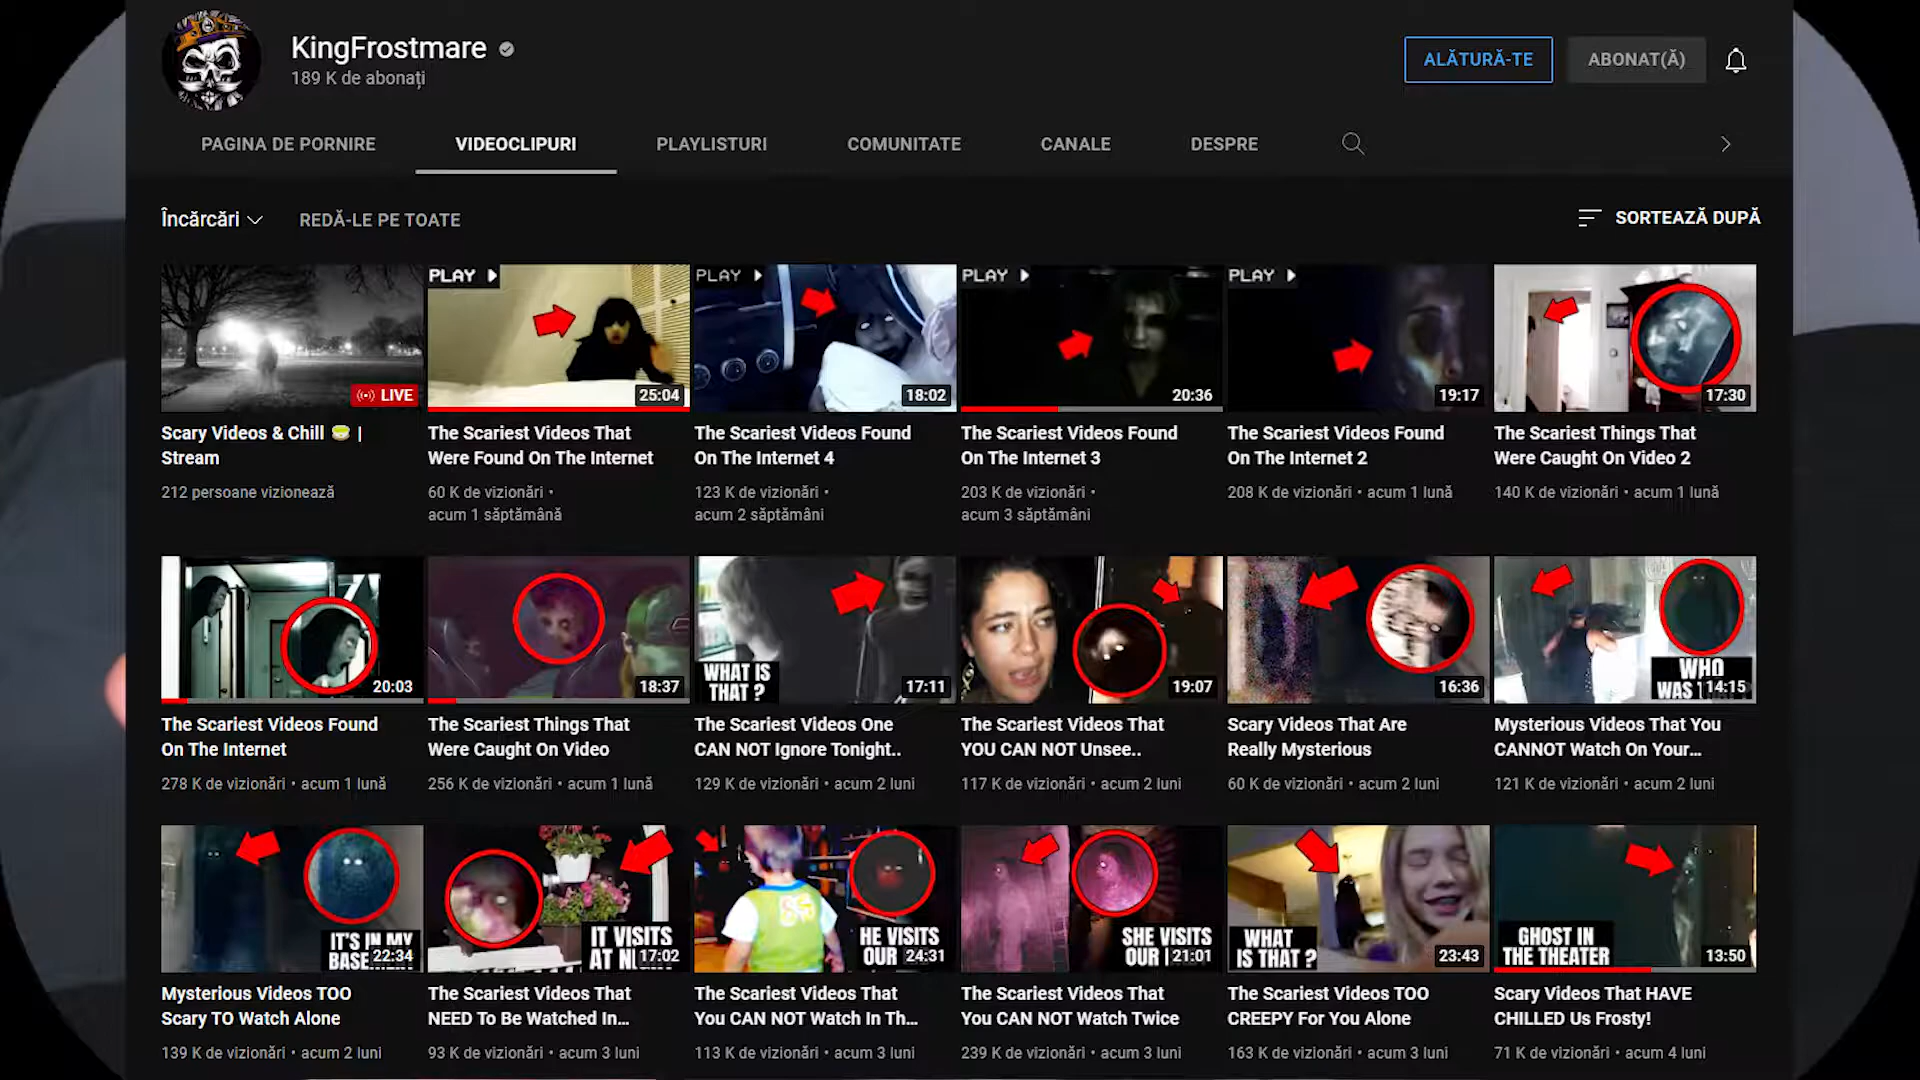 KingFrostmare
189 K de abonați
ALĂTURĂ-TE
ABONAT(Ă)
PAGINA DE PORNIRE
VIDEOCLIPURI
PLAYLISTURI
COMUNITATE
CANALE
DESPRE
Încărcări
REDĂ-LE PE TOATE
SORTEAZĂ DUPĂ
LIVE
PLAY
25:04
PLAY
18:02
PLAY
20:36
PLAY
19:17
17:30
Scary Videos & Chill |
Stream
212 persoane vizionează
The Scariest Videos That
Were Found On The Internet
60 K de vizionări •
acum 1 săptămână
The Scariest Videos Found
On The Internet 4
123 K de vizionări •
acum 2 săptămâni
The Scariest Videos Found
On The Internet 3
203 K de vizionări •
acum 3 săptămâni
The Scariest Videos Found
On The Internet 2
208 K de vizionări • acum 1 lună
The Scariest Things That
Were Caught On Video 2
140 K de vizionări • acum 1 lună
20:03
18:37
WHAT IS
THAT ?
17:11
19:07
16:36
WHO
WAS
14:15
The Scariest Videos Found
On The Internet
278 K de vizionări • acum 1 lună
The Scariest Things That
Were Caught On Video
256 K de vizionări • acum 1 lună
The Scariest Videos One
CAN NOT Ignore Tonight..
129 K de vizionări • acum 2 luni
The Scariest Videos That
YOU CAN NOT Unsee..
117 K de vizionări • acum 2 luni
Scary Videos That Are
Really Mysterious
60 K de vizionări • acum 2 luni
Mysterious Videos That You
CANNOT Watch On Your...
121 K de vizionări • acum 2 luni
IT'S IN MY
22:34
IT VISITS
AT
17:02
HE VISITS
OUR
24:31
SHE VISITS
OUR
21:01
WHAT
IS THAT ?
23:43
GHOST IN
THE THEATER
13:50
Mysterious Videos TOO
Scary TO Watch Alone
139 K de vizionări • acum 2 luni
The Scariest Videos That
NEED To Be Watched In...
93 K de vizionări • acum 3 luni
The Scariest Videos That
You CAN NOT Watch In Th...
113 K de vizionări • acum 3 luni
The Scariest Videos That
You CAN NOT Watch Twice
239 K de vizionări • acum 3 luni
The Scariest Videos TOO
CREEPY For You Alone
163 K de vizionări • acum 3 luni
Scary Videos That HAVE
CHILLED Us Frosty!
71 K de vizionări • acum 4 luni